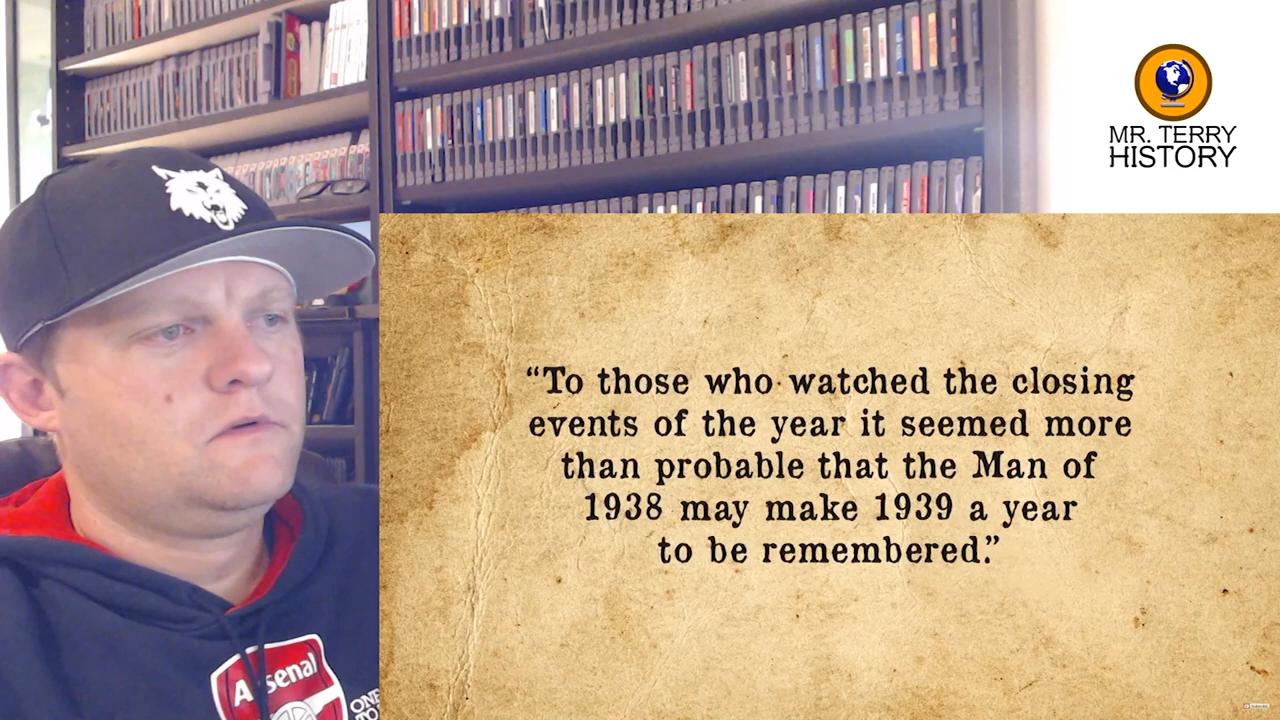 MR. TERRY
HISTORY
“To those who watched the closing
events of the year it seemed more
than probable that the Man of
1938 may make 1939 a year
to be remembered.”
Arsenal